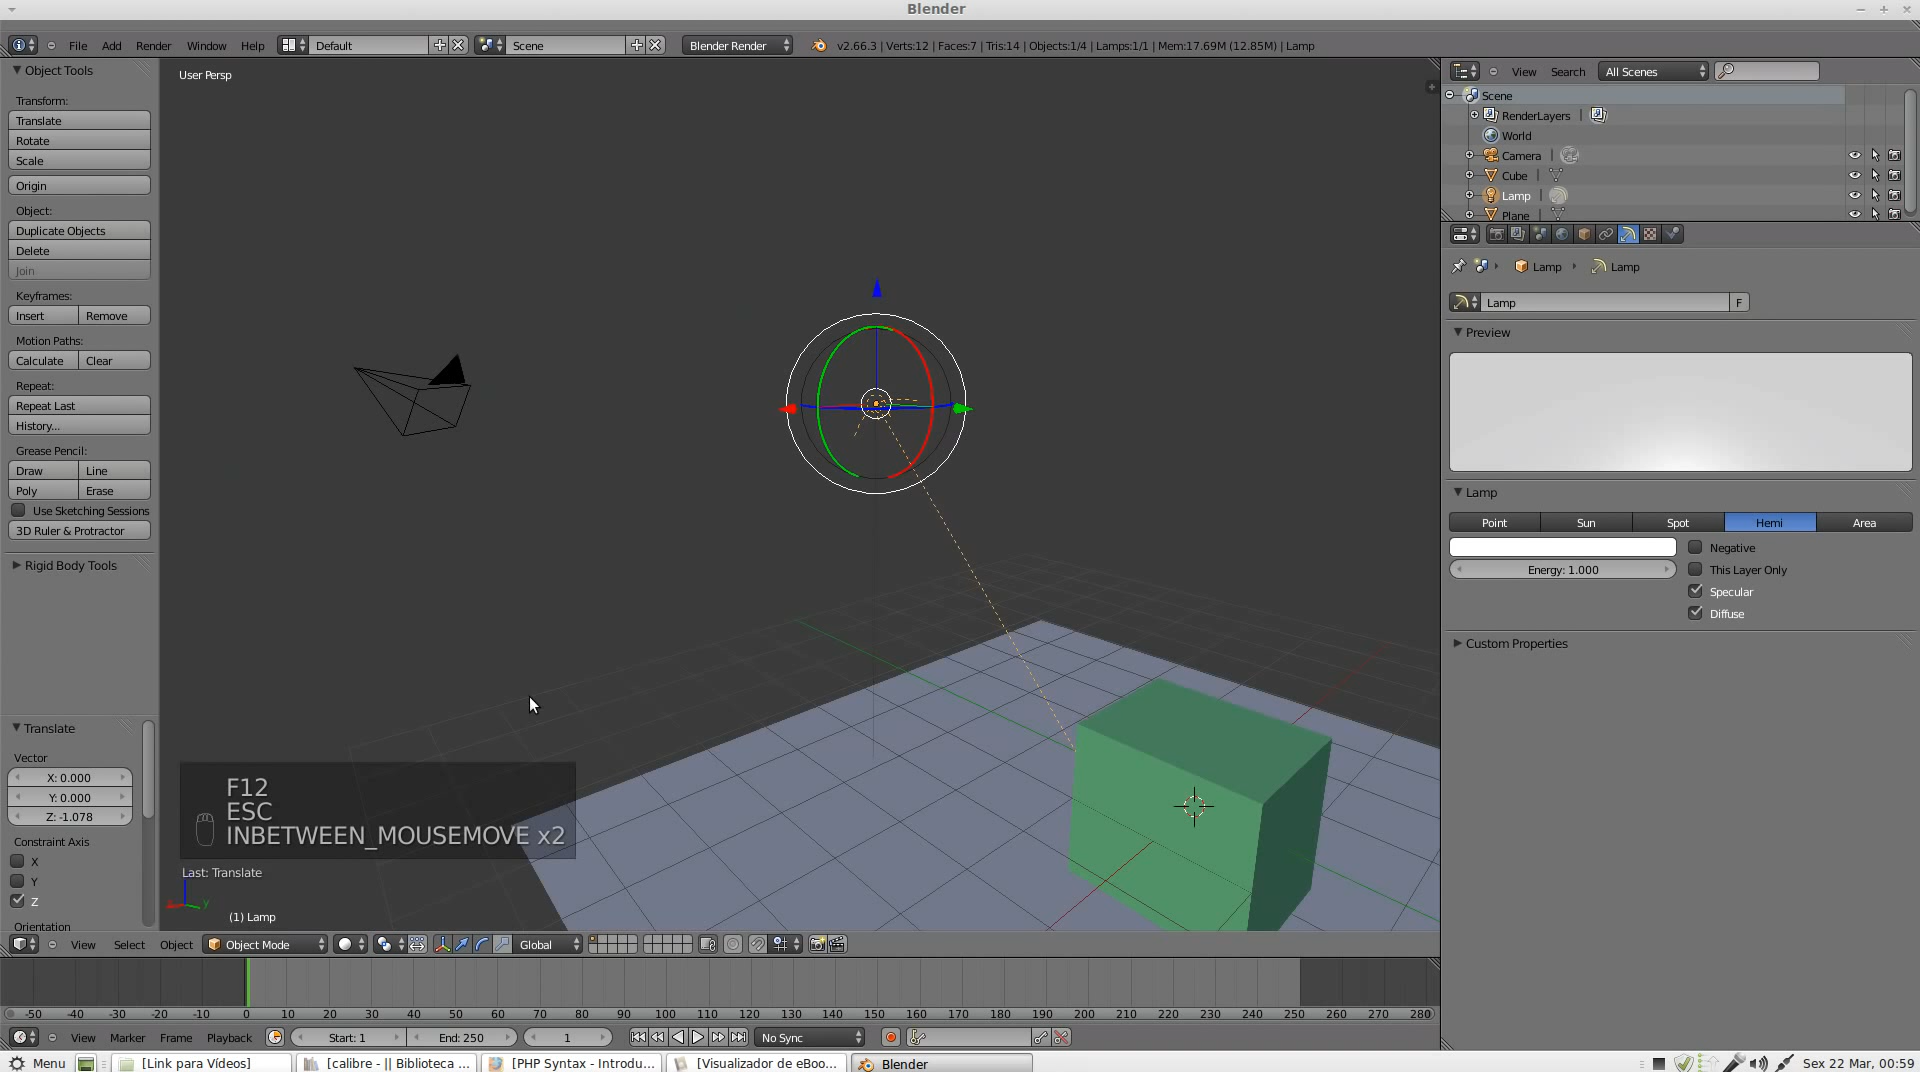 Blender
File Add Render Window Help Default Scene Blender Render v2.66.3 | Verts:12 | Faces:7 | Tris:14 | Objects:1/4 | Lamps:1/1 | Mem:17.69M (12.85M) | Lamp
Object Tools
Transform:
Translate
Rotate
Scale
Origin
Object:
Duplicate Objects
Delete
Join
Keyframes:
Insert Remove
Motion Paths:
Calculate Clear
Repeat:
Repeat Last
History...
Grease Pencil:
Draw Line
Poly Erase
Use Sketching Sessions
3D Ruler & Protractor
Rigid Body Tools
Translate
Vector
X: 0.000
Y: 0.000
Z: -1.078
Constraint Axis
X
Y
Z
Orientation
User Persp
F12
ESC
INBETWEEN_MOUSEMOVE x2
Last: Translate
y
(1) Lamp
View Select Object Object Mode Global
View Search All Scenes
Scene
RenderLayers |
World
Camera |
Cube |
Lamp |
Plane |
Lamp Lamp
Lamp F
Preview
Lamp
Point Sun Spot Hemi Area
Negative
Energy: 1.000 This Layer Only
Specular
Diffuse
Custom Properties
-50 -40 -30 -20 -10 0 10 20 30 40 50 60 70 80 90 100 110 120 130 140 150 160 170 180 190 200 210 220 230 240 250 260 270 280
View Marker Frame Playback Start: 1 End: 250 1 No Sync
Menu [Link para Vídeos] [calibre - || Biblioteca ... [PHP Syntax - Introdu... [Visualizador de eBoo... Blender Sex 22 Mar, 00:59